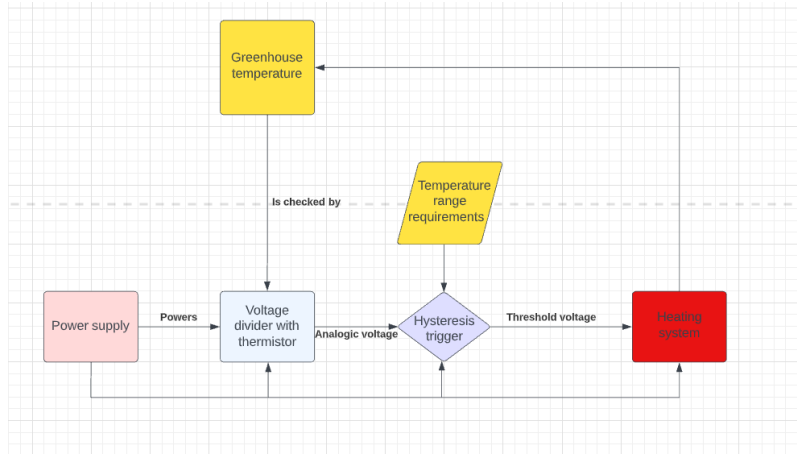 Greenhouse
temperature
Temperature
range
requirements
Is checked by
Power supply
Powers
Voltage
divider with
thermistor
Analogic voltage
Hysteresis
trigger
Threshold voltage
Heating
system